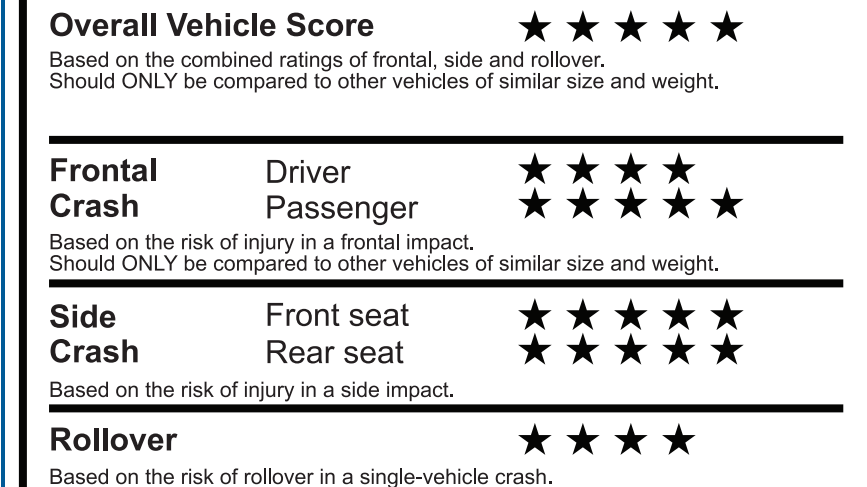 Overall Vehicle Score ★ ★ ★ ★ ★
Based on the combined ratings of frontal, side and rollover.
Should ONLY be compared to other vehicles of similar size and weight.
Frontal Driver ★ ★ ★ ★
Crash Passenger ★ ★ ★ ★ ★
Based on the risk of injury in a frontal impact.
Should ONLY be compared to other vehicles of similar size and weight.
Side Front seat ★ ★ ★ ★ ★
Crash Rear seat ★ ★ ★ ★ ★
Based on the risk of injury in a side impact.
Rollover ★ ★ ★ ★
Based on the risk of rollover in a single-vehicle crash.